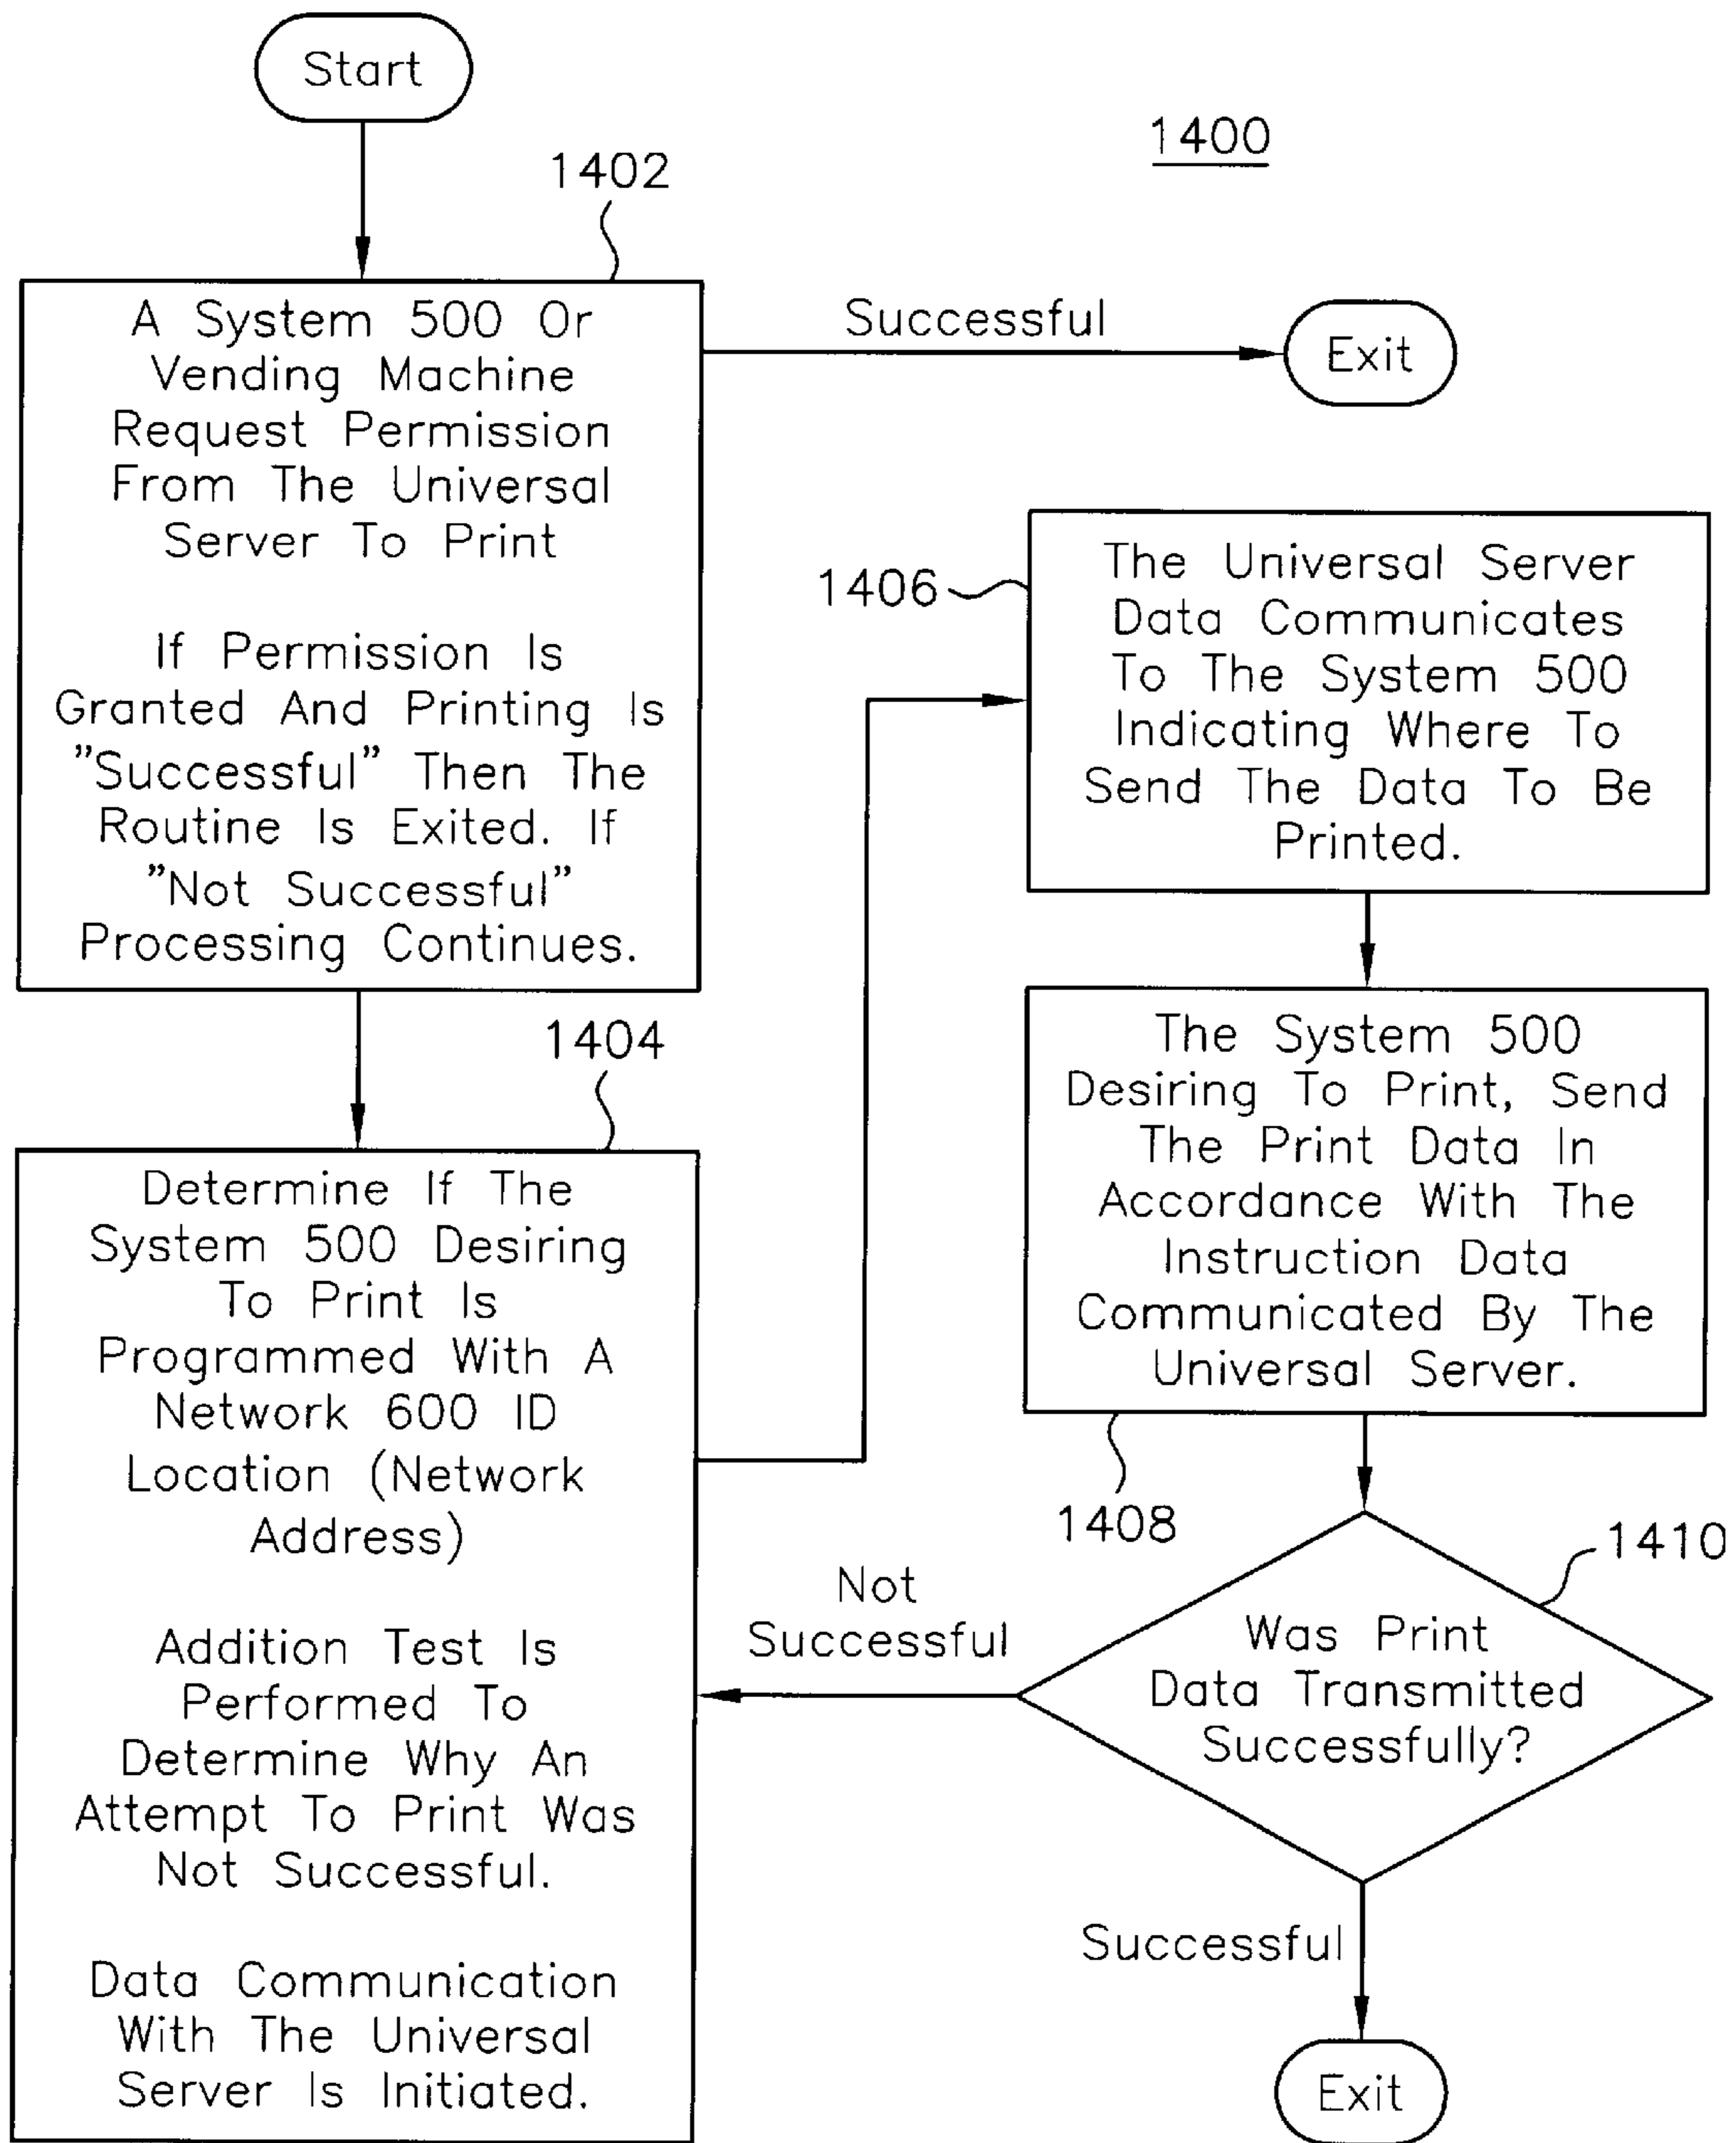 Start
1400
1402
A System 500 Or
Vending Machine
Request Permission
From The Universal
Server To Print
If Permission Is
Granted And Printing Is
"Successful" Then The
Routine Is Exited. If
"Not Successful"
Processing Continues.
Successful
Exit
1404
Determine If The
System 500 Desiring
To Print Is
Programmed With A
Network 600 ID
Location (Network
Address)
Addition Test Is
Performed To
Determine Why An
Attempt To Print Was
Not Successful.
Data Communication
With The Universal
Server Is Initiated.
1406
The Universal Server
Data Communicates
To The System 500
Indicating Where To
Send The Data To Be
Printed.
The System 500
Desiring To Print, Send
The Print Data In
Accordance With The
Instruction Data
Communicated By The
Universal Server.
1408
1410
Was Print
Data Transmitted
Successfully?
Not
Successful
Successful
Exit